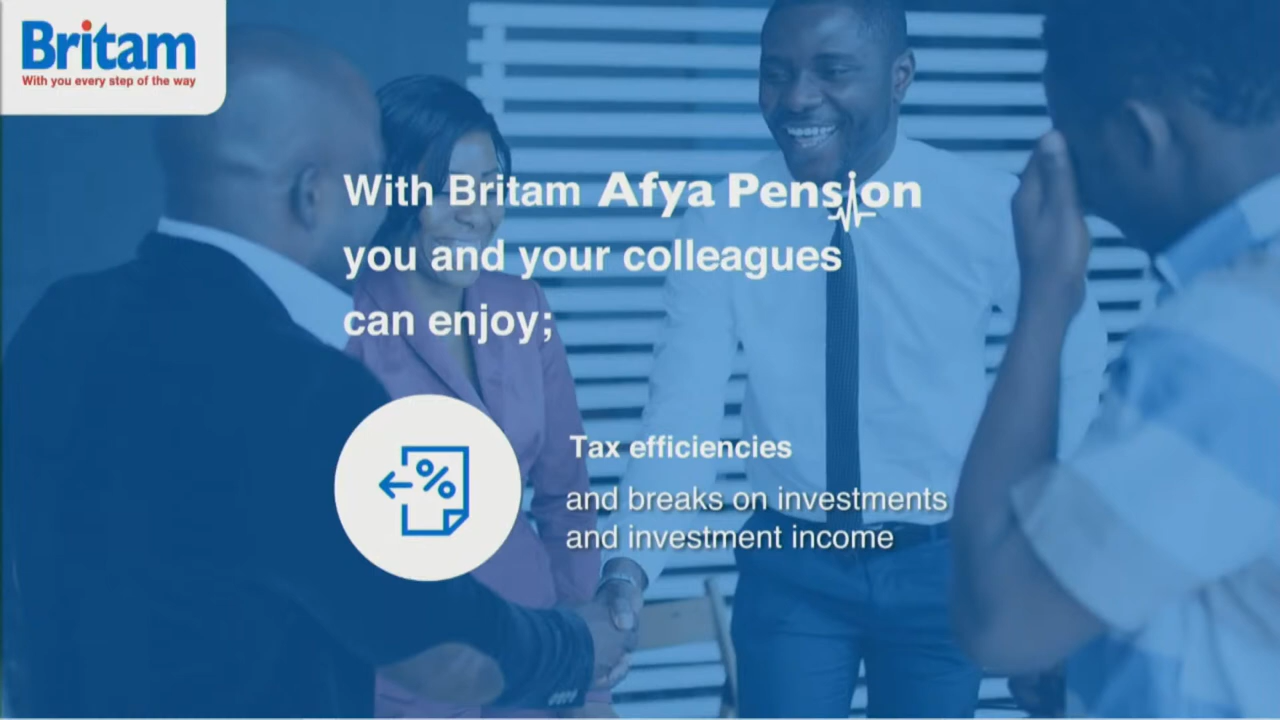 Britam
With you every step of the way
With Britam Afya Pension
you and your colleagues
can enjoy;
%
Tax efficiencies
and breaks on investments
and investment income